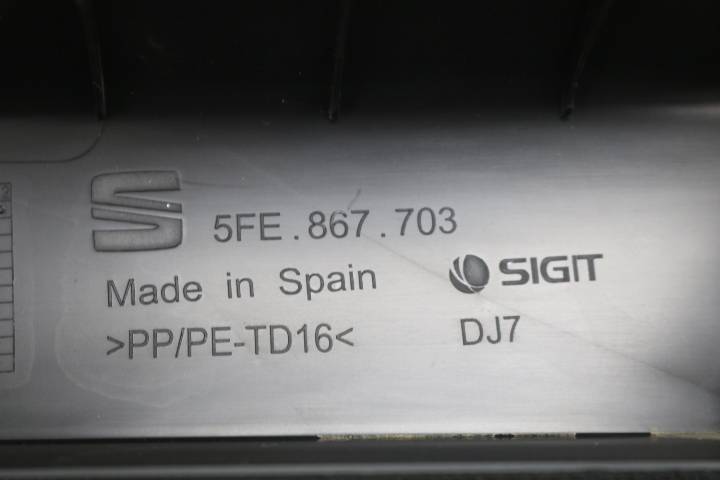 5FE.867.703
Made in Spain
SIGIT
>PP/PE-TD16<
DJ7